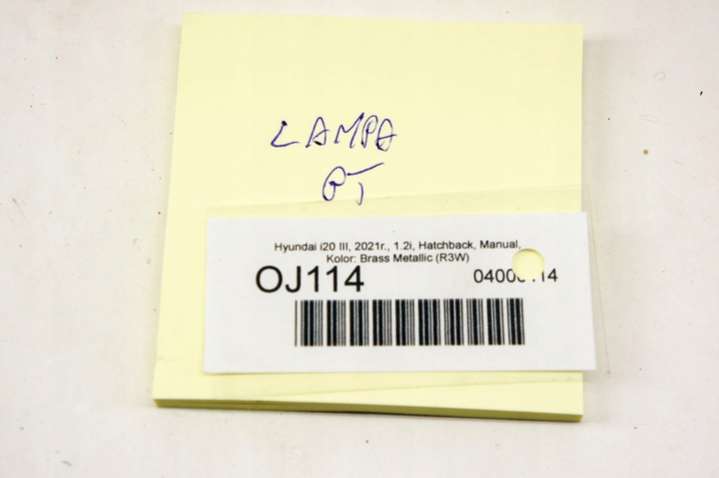 LAMPA
PT
Hyundai i20 III, 2021r., 1.2i, Hatchback, Manual,
Kolor: Brass Metallic (R3W)
OJ114